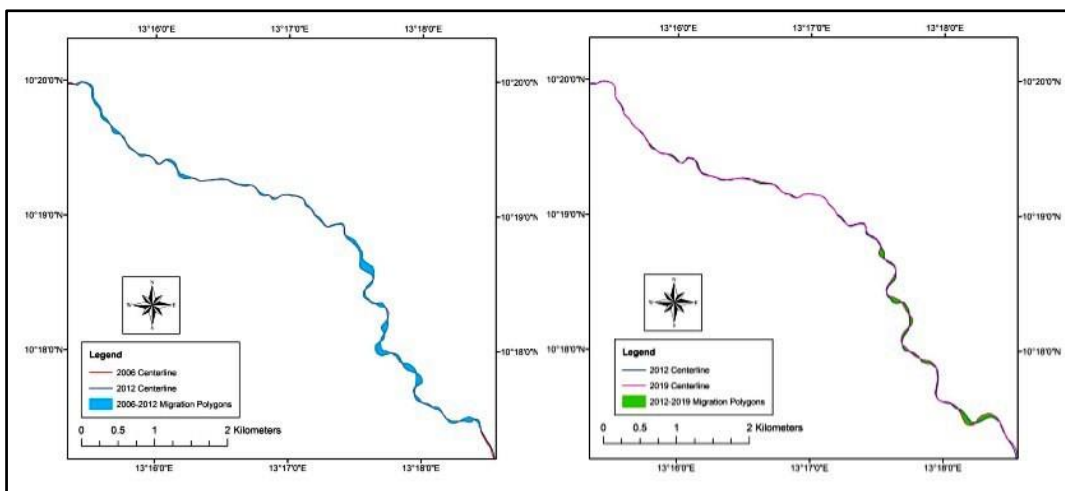 13°16'0"E 13°17'0"E 13°18'0"E
10°20'0"N 10°20'0"N
10°19'0"N 10°19'0"N
10°18'0"N 10°18'0"N
N
W E
S
Legend
2006 Centerline
2012 Centerline
2006-2012 Migration Polygons
0 0.5 1 2 Kilometers
13°16'0"E 13°17'0"E 13°18'0"E
13°16'0"E 13°17'0"E 13°18'0"E
10°20'0"N 10°20'0"N
10°19'0"N 10°19'0"N
10°18'0"N 10°18'0"N
N
W E
S
Legend
2012 Centerline
2019 Centerline
2012-2019 Migration Polygons
0 0.5 1 2 Kilometers
13°16'0"E 13°17'0"E 13°18'0"E